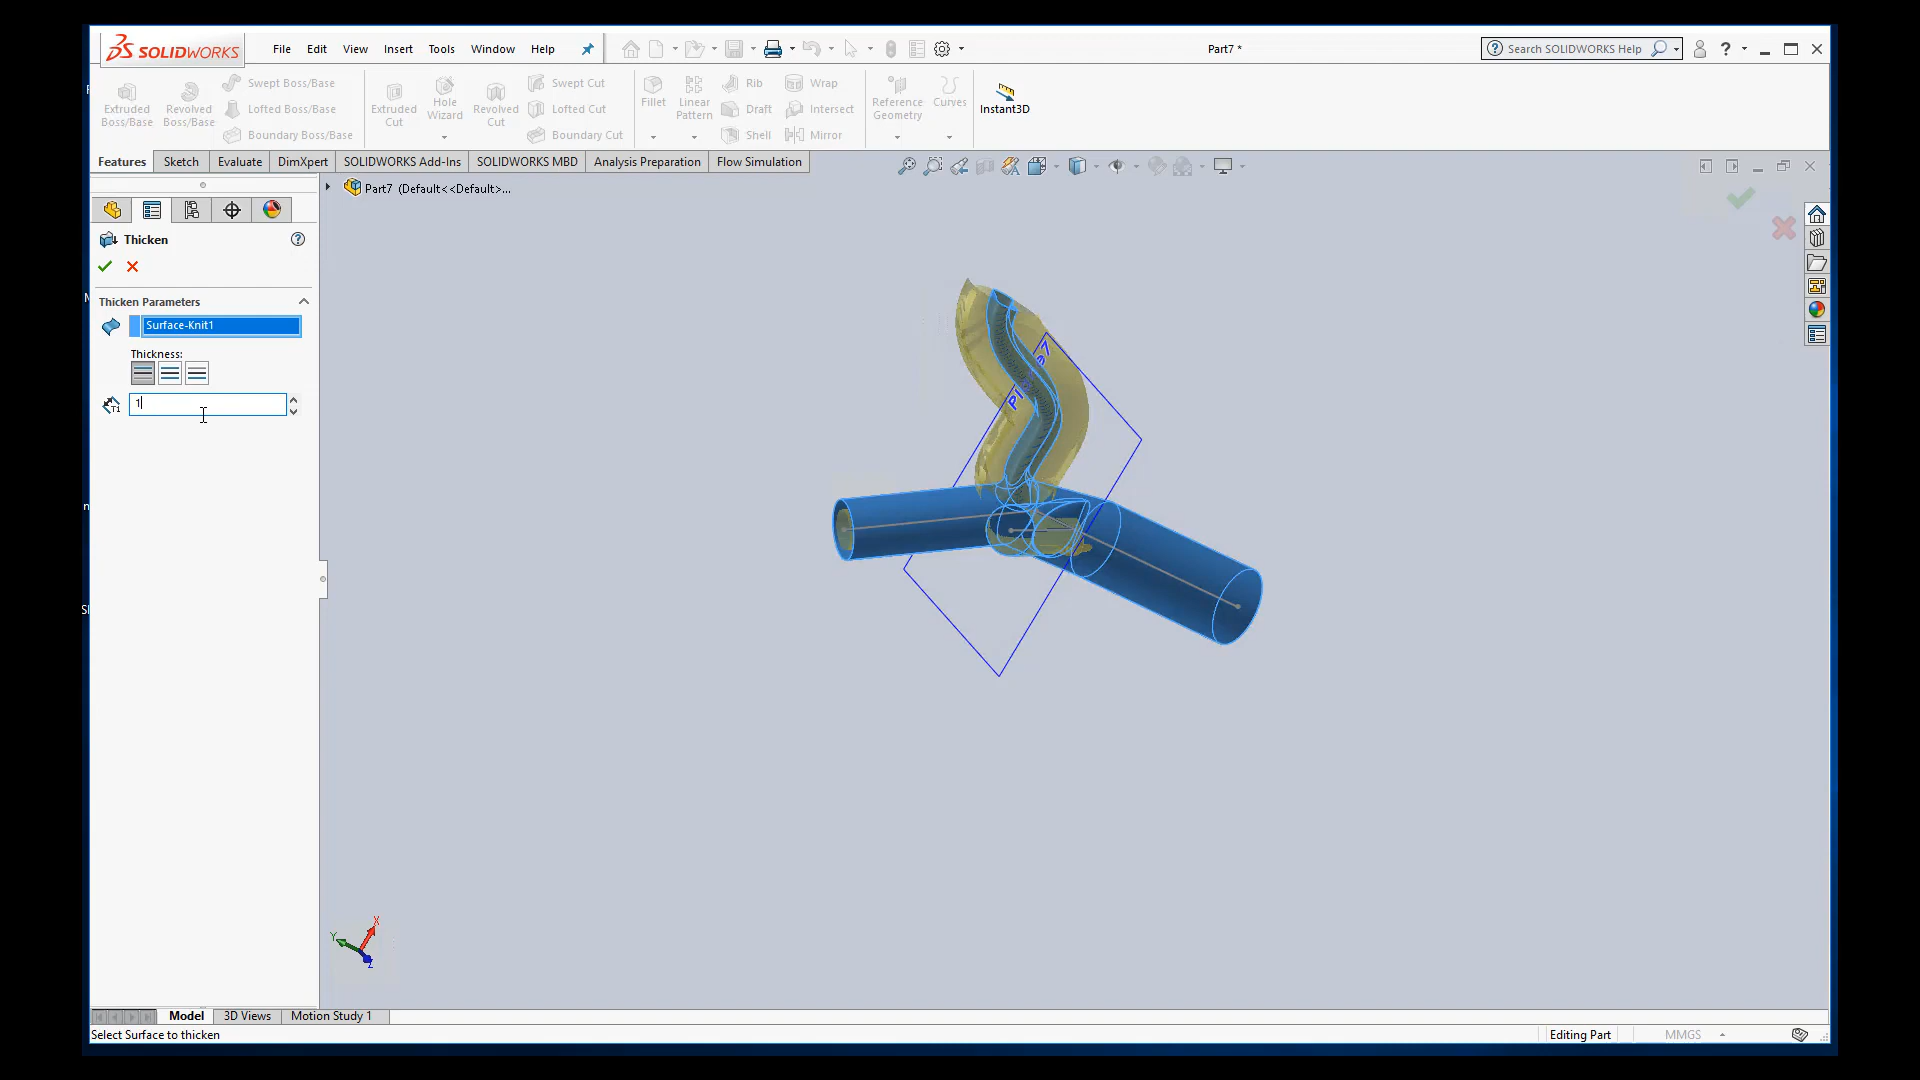 SOLIDWORKS File Edit View Insert Tools Window Help Part7 * Search SOLIDWORKS Help ?
Extruded Boss/Base
Revolved Boss/Base
Swept Boss/Base
Lofted Boss/Base
Boundary Boss/Base
Extruded Cut
Hole Wizard
Revolved Cut
Swept Cut
Lofted Cut
Boundary Cut
Fillet
Linear Pattern
Rib
Draft
Shell
Wrap
Intersect
Mirror
Reference Geometry
Curves
Instant3D
Features Sketch Evaluate DimXpert SOLIDWORKS Add-Ins SOLIDWORKS MBD Analysis Preparation Flow Simulation
Part7 (Default<<Default>...
Thicken ?
Thicken Parameters
Surface-Knit1
Thickness:
T1 1
X
Y
Z
Model 3D Views Motion Study 1
Select Surface to thicken Editing Part MMGS